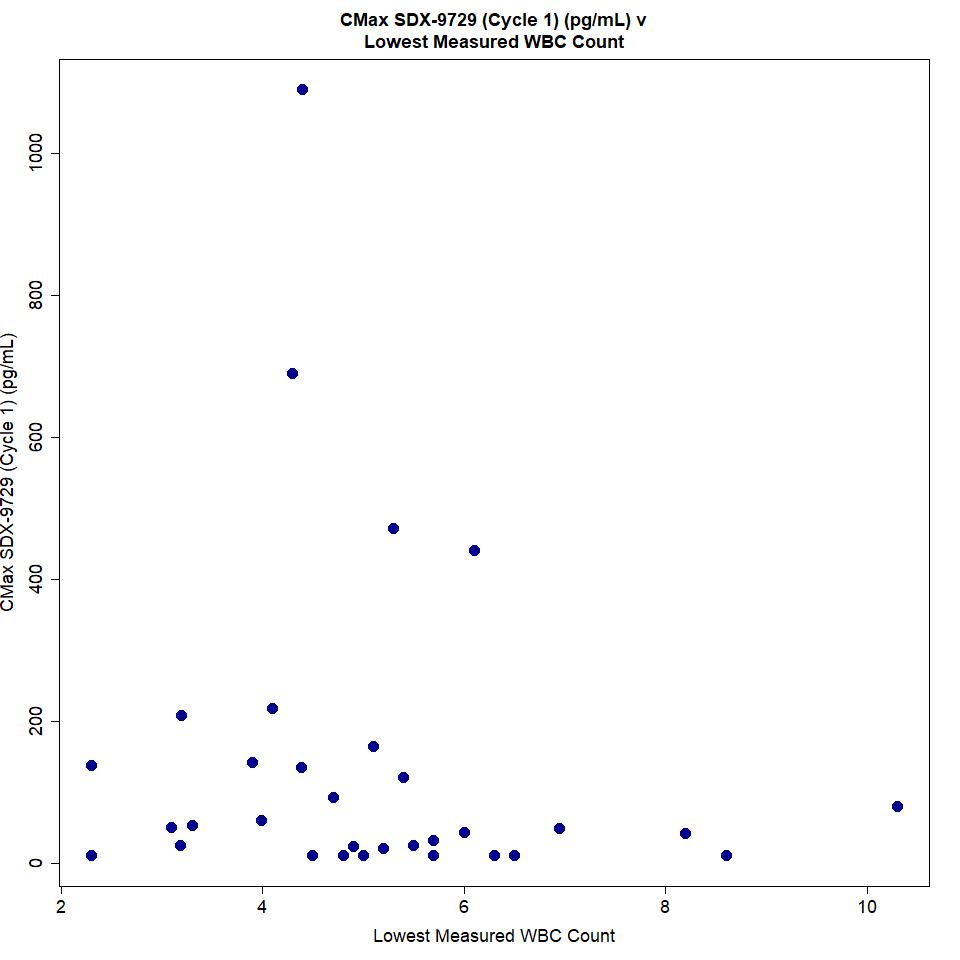 CMax SDX-9729 (Cycle 1) (pg/mL) v
Lowest Measured WBC Count
CMax SDX-9729 (Cycle 1) (pg/mL)
1000
800
600
400
200
0
2 4 6 8 10
Lowest Measured WBC Count